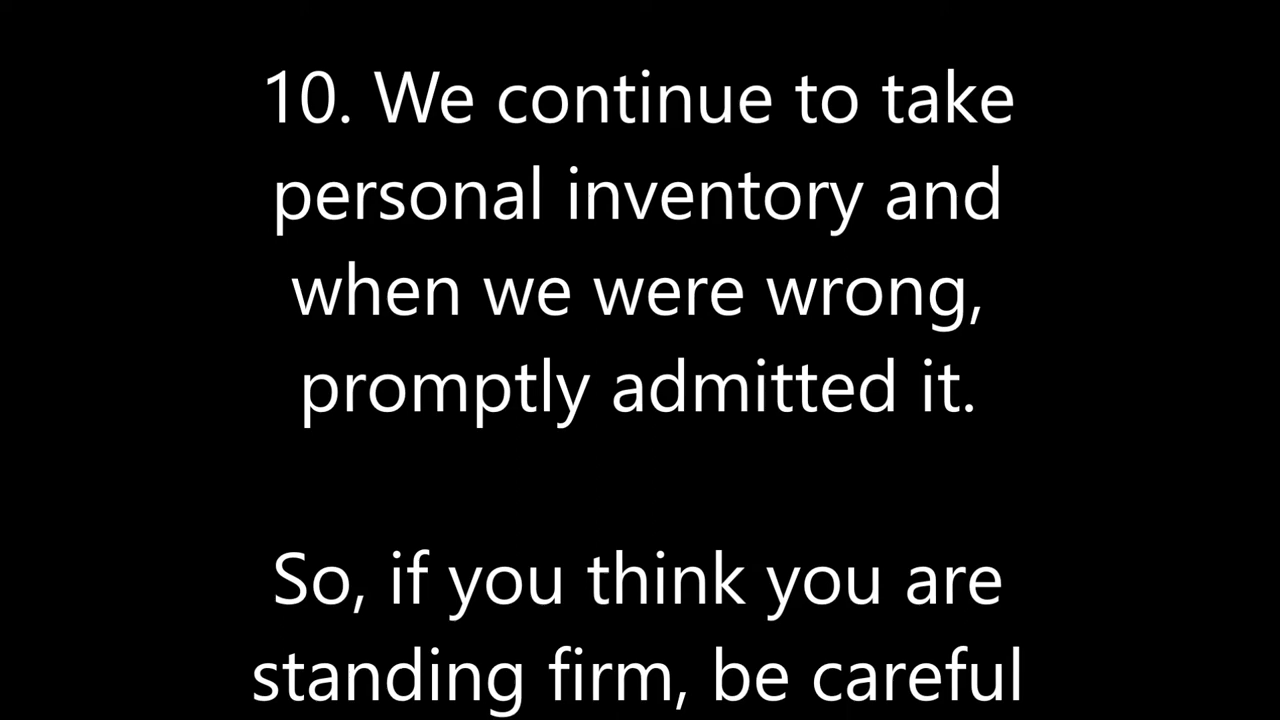 10. We continue to take
personal inventory and
when we were wrong,
promptly admitted it.
So, if you think you are
standing firm, be careful